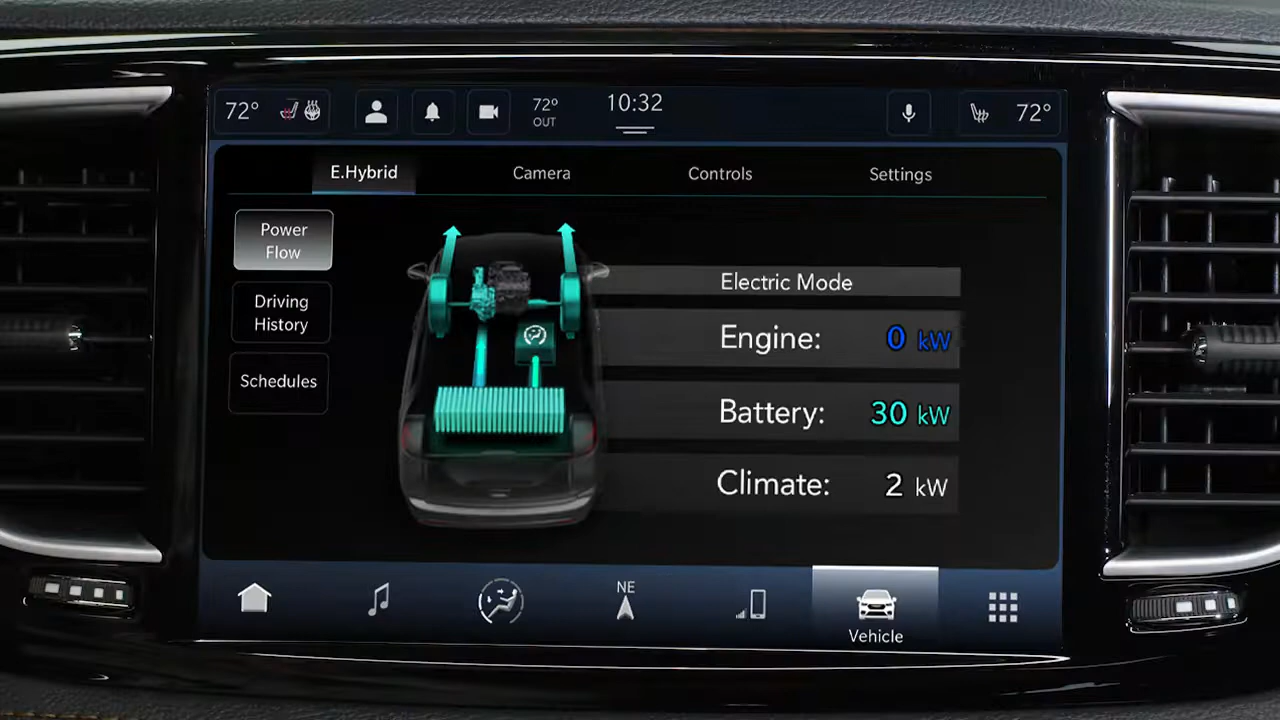 72°
72°
OUT
10:32
72°
E.Hybrid
Camera
Controls
Settings
Power
Flow
Driving
History
Schedules
Electric Mode
Engine: 0 kW
Battery: 30 kW
Climate: 2 kW
NE
Vehicle